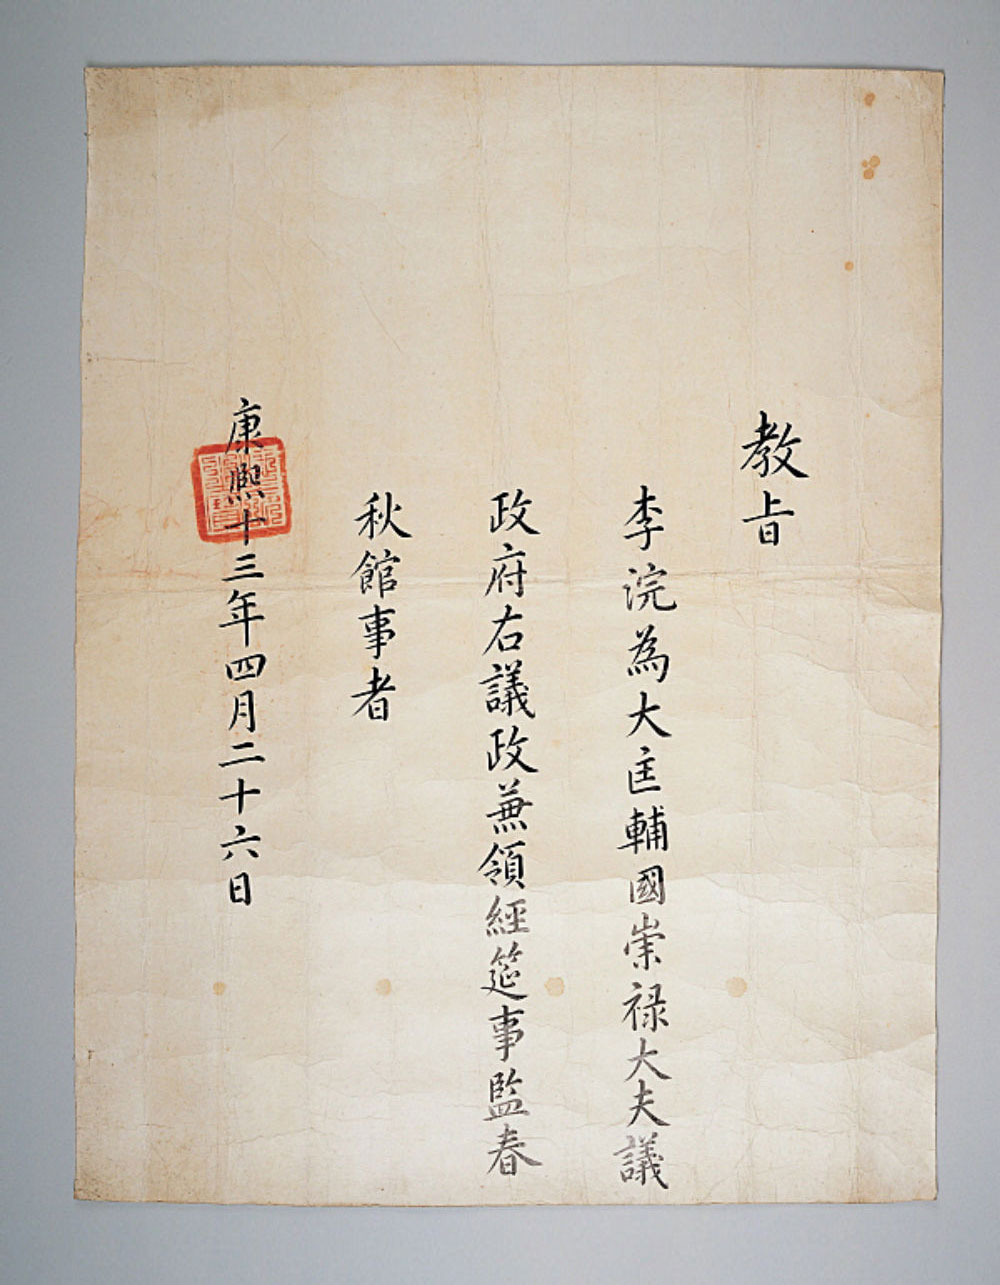 教旨
李浣為大匡輔國崇禄大夫議
政府右議政兼領經筵事監春
秋館事者
康熙十三年四月二十六日